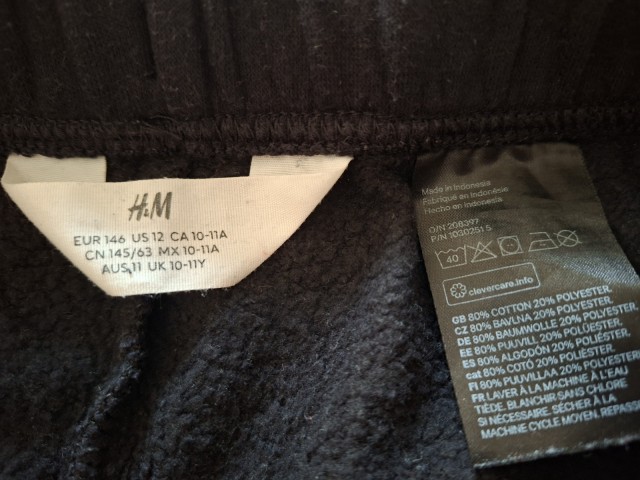 H&M
EUR 146 US 12 CA 10-11A
CN 145/63 MX 10-11A
AUS 11 UK 10-11Y
Made in Indonesia
Fabriqué en Indonésie
Hecho en Indonesia
O/N 208397
P/N 10302515
40
clevercare.info
GB 80% COTTON 20% POLYESTER.
CZ 80% BAVLNA 20% POLYESTER.
DE 80% BAUMWOLLE 20% POLYESTER.
EE 80% PUUVILL 20% POLÜESTER.
ES 80% ALGODÓN 20% POLIÉSTER.
cat 80% COTÓ 20% POLIÈSTER.
FI 80% PUUVILLAA 20% POLYESTER.
FR LAVER À LA MACHINE À L'EAU
TIÈDE. BLANCHIR SANS CHLORE
SI NÉCESSAIRE. SÉCHER À LA
MACHINE CYCLE MOYEN. REPASSE